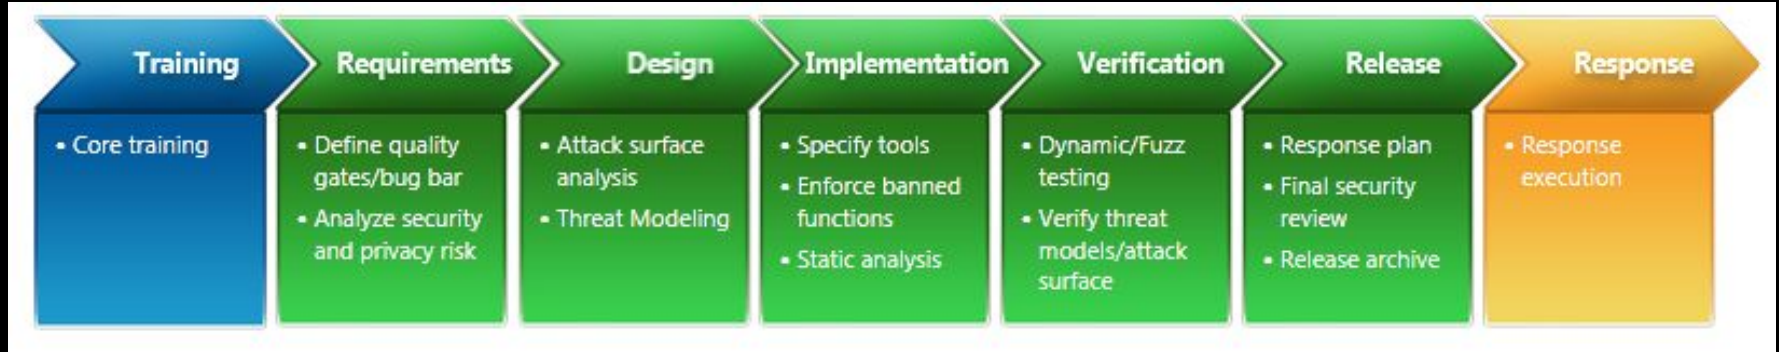 Training
• Core training
Requirements
• Define quality
gates/bug bar
• Analyze security
and privacy risk
Design
• Attack surface
analysis
• Threat Modeling
Implementation
• Specify tools
• Enforce banned
functions
• Static analysis
Verification
• Dynamic/Fuzz
testing
• Verify threat
models/attack
surface
Release
• Response plan
• Final security
review
• Release archive
Response
• Response
execution